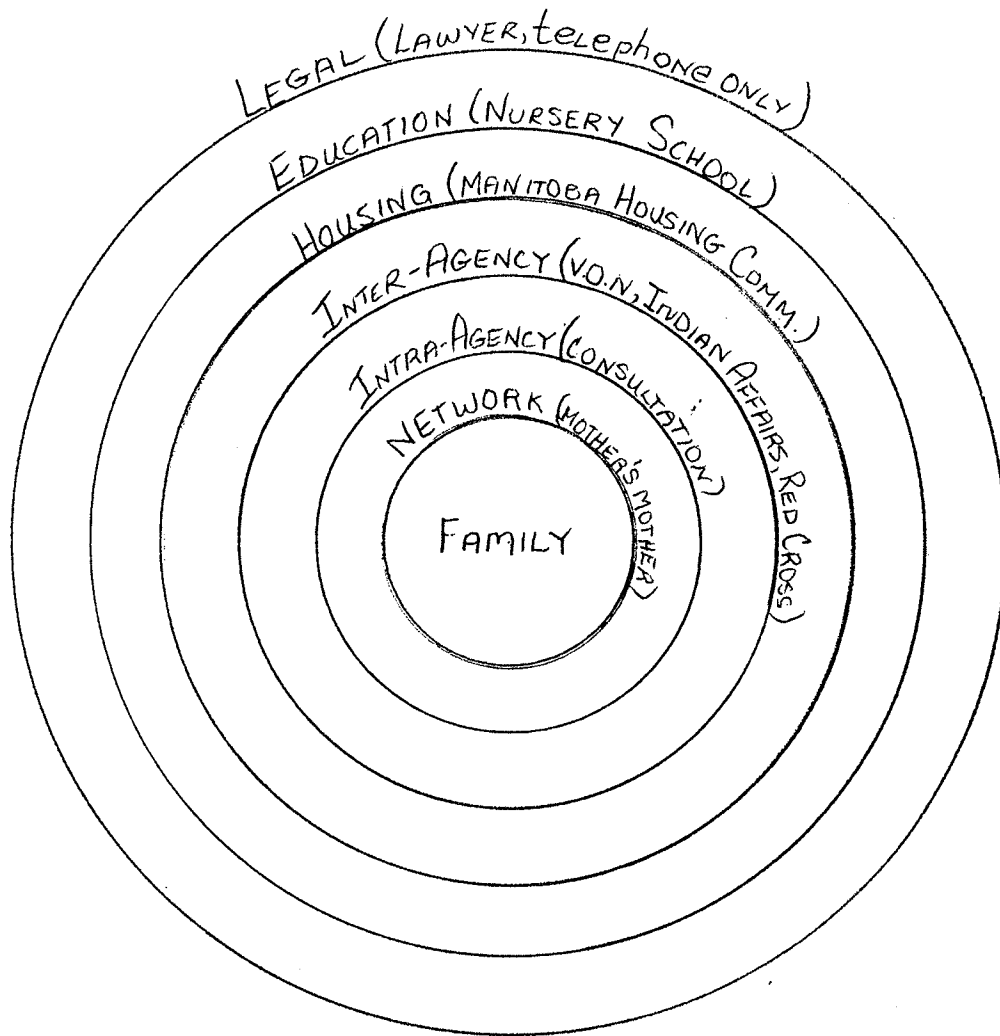 LEGAL (LAWYER, telephone ONLY)
EDUCATION (NURSERY SCHOOL)
HOUSING (MANITOBA HOUSING COMM.)
INTER-AGENCY (V.O.N, INDIAN AFFAIRS, RED CROSS)
INTRA-AGENCY (CONSULTATION)
NETWORK (MOTHER'S MOTHER)
FAMILY